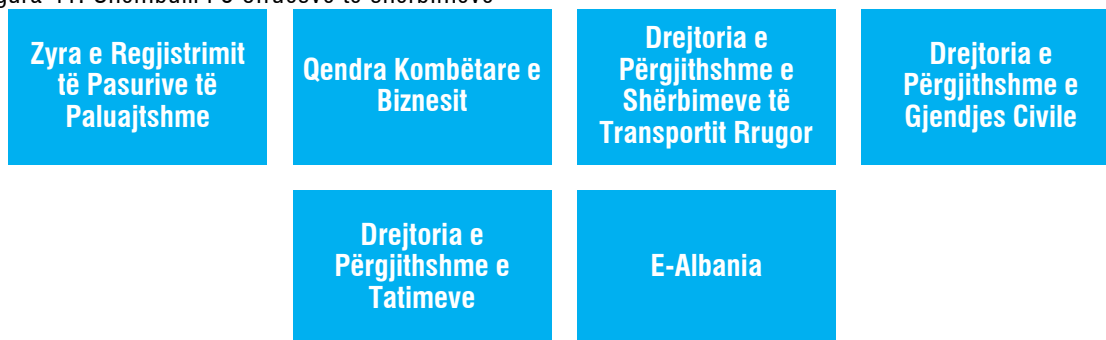 Zyra e Regjistrimit
të Pasurive të
Paluajtshme
Qendra Kombëtare e
Biznesit
Drejtoria e
Përgjithshme e
Shërbimeve të
Transportit Rrugor
Drejtoria e
Përgjithshme e
Gjendjes Civile
Drejtoria e
Përgjithshme e
Tatimeve
E-Albania